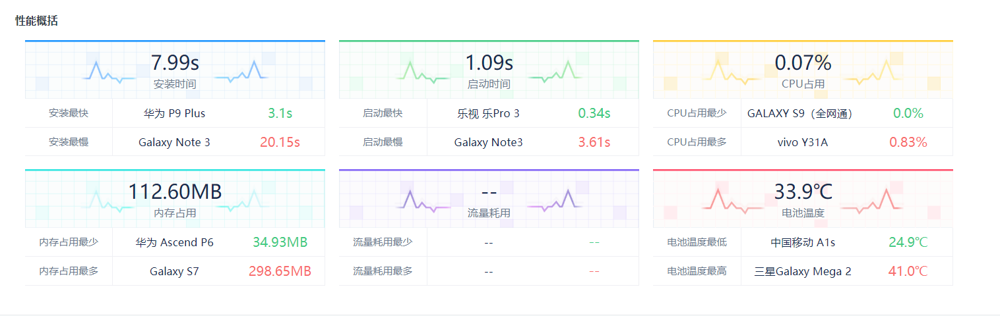 性能概括
7.99s
安装时间
安装最快 华为 P9 Plus 3.1s
安装最慢 Galaxy Note 3 20.15s
1.09s
启动时间
启动最快 乐视 乐Pro 3 0.34s
启动最慢 Galaxy Note3 3.61s
0.07%
CPU占用
CPU占用最少 GALAXY S9（全网通） 0.0%
CPU占用最多 vivo Y31A 0.83%
112.60MB
内存占用
内存占用最少 华为 Ascend P6 34.93MB
内存占用最多 Galaxy S7 298.65MB
--
流量耗用
流量耗用最少 -- --
流量耗用最多 -- --
33.9℃
电池温度
电池温度最低 中国移动 A1s 24.9℃
电池温度最高 三星Galaxy Mega 2 41.0℃